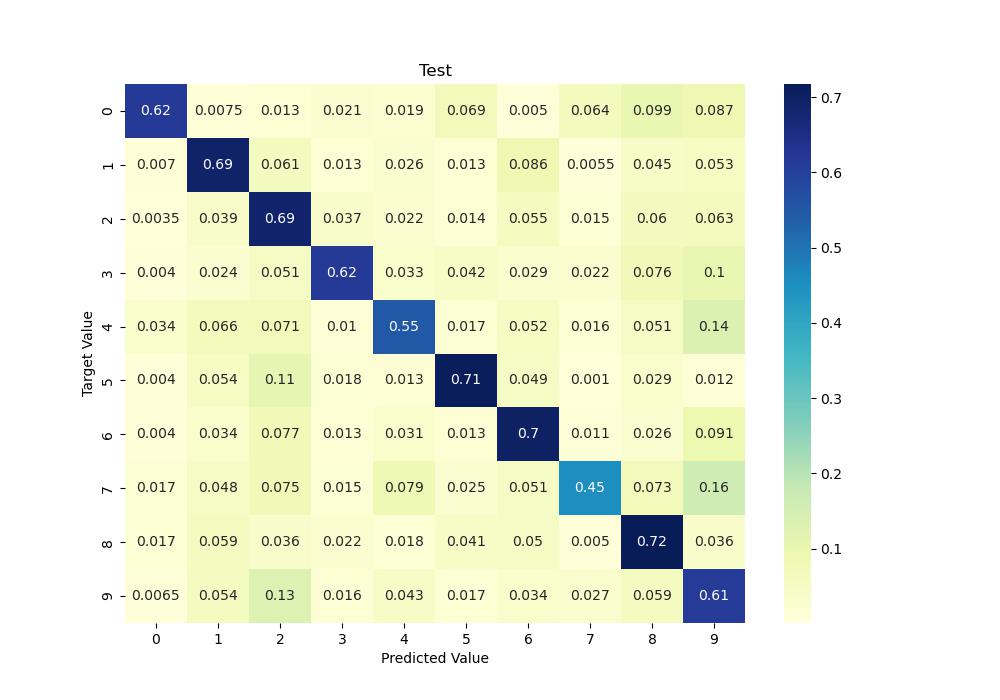 Test
0 0.62 0.0075 0.013 0.021 0.019 0.069 0.005 0.064 0.099 0.087
1 0.007 0.69 0.061 0.013 0.026 0.013 0.086 0.0055 0.045 0.053
2 0.0035 0.039 0.69 0.037 0.022 0.014 0.055 0.015 0.06 0.063
3 0.004 0.024 0.051 0.62 0.033 0.042 0.029 0.022 0.076 0.1
4 0.034 0.066 0.071 0.01 0.55 0.017 0.052 0.016 0.051 0.14
5 0.004 0.054 0.11 0.018 0.013 0.71 0.049 0.001 0.029 0.012
6 0.004 0.034 0.077 0.013 0.031 0.013 0.7 0.011 0.026 0.091
7 0.017 0.048 0.075 0.015 0.079 0.025 0.051 0.45 0.073 0.16
8 0.017 0.059 0.036 0.022 0.018 0.041 0.05 0.005 0.72 0.036
9 0.0065 0.054 0.13 0.016 0.043 0.017 0.034 0.027 0.059 0.61
0 1 2 3 4 5 6 7 8 9
Predicted Value
Target Value
0.7
0.6
0.5
0.4
0.3
0.2
0.1